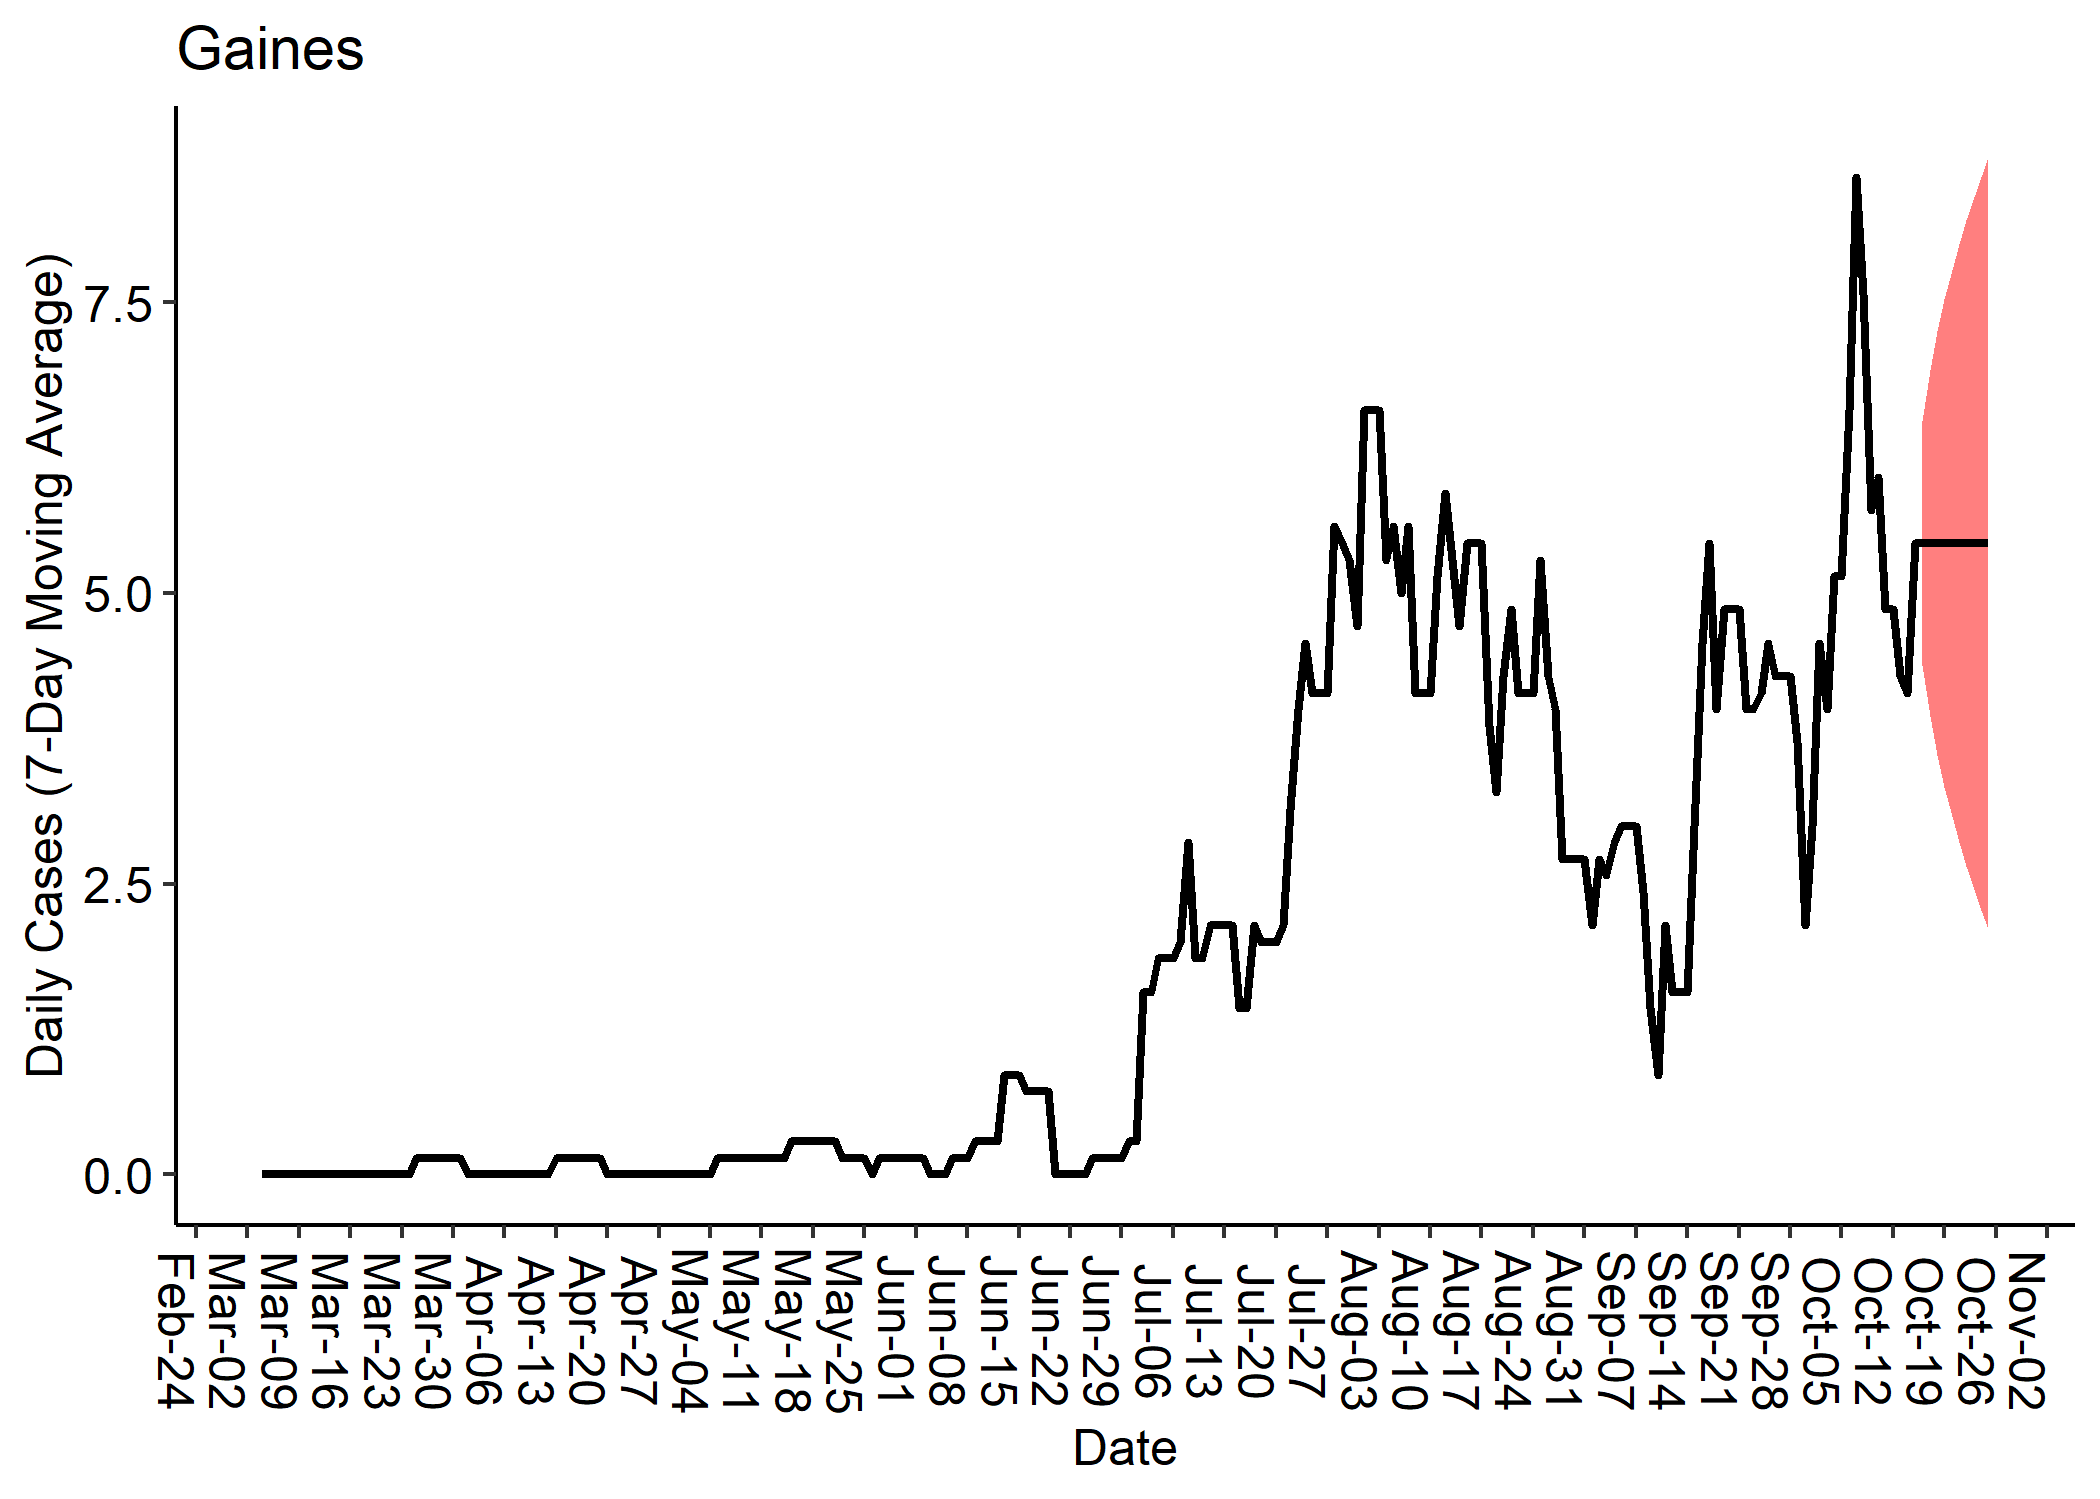 Gaines
Daily Cases (7-Day Moving Average)
7.5
5.0
2.5
0.0
Feb-24
Mar-02
Mar-09
Mar-16
Mar-23
Mar-30
Apr-06
Apr-13
Apr-20
Apr-27
May-04
May-11
May-18
May-25
Jun-01
Jun-08
Jun-15
Jun-22
Jun-29
Jul-06
Jul-13
Jul-20
Jul-27
Aug-03
Aug-10
Aug-17
Aug-24
Aug-31
Sep-07
Sep-14
Sep-21
Sep-28
Oct-05
Oct-12
Oct-19
Oct-26
Nov-02
Date